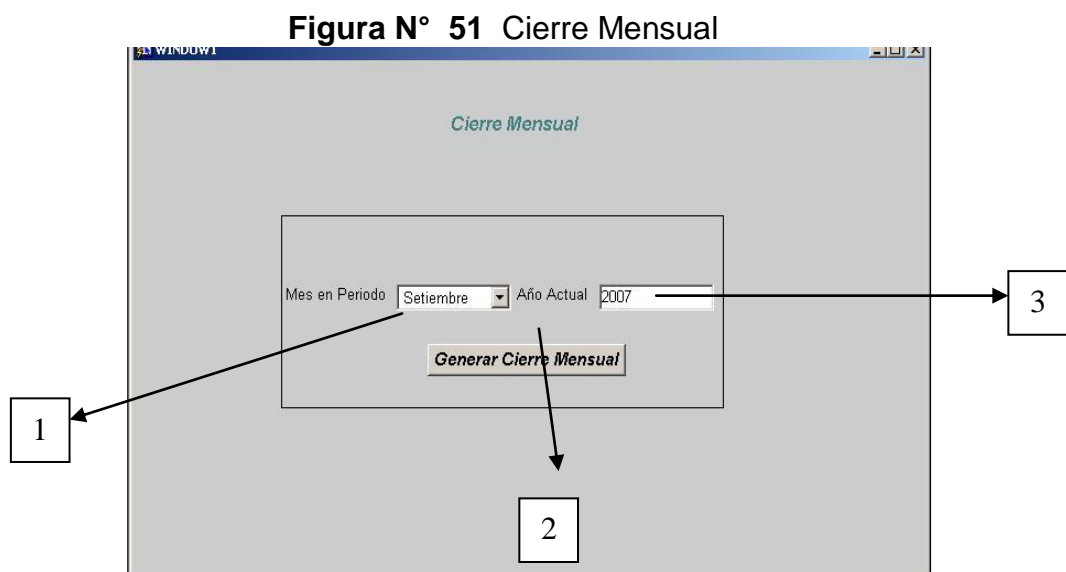 Figura N° 51 Cierre Mensual
WINDOW1
Cierre Mensual
Mes en Periodo Setiembre Año Actual 2007
3
Generar Cierre Mensual
1
2